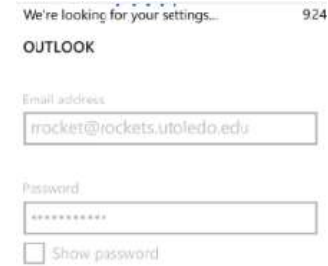 We're looking for your settings... 924
OUTLOOK
Email address
rrocket@rockets.utoledo.edu
Password
***********
Show password